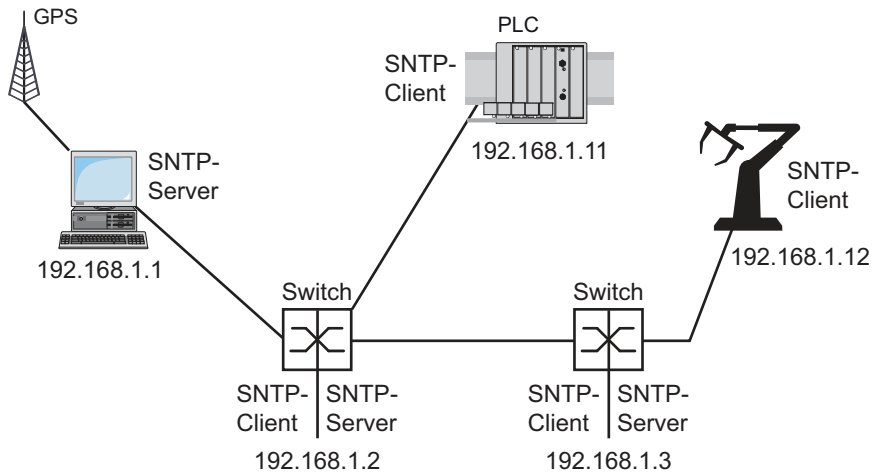 GPS
PLC
SNTP-
Client
192.168.1.11
SNTP-
Server
192.168.1.1
SNTP-
Client
192.168.1.12
Switch
SNTP-
Client
SNTP-
Server
192.168.1.2
Switch
SNTP-
Client
SNTP-
Server
192.168.1.3